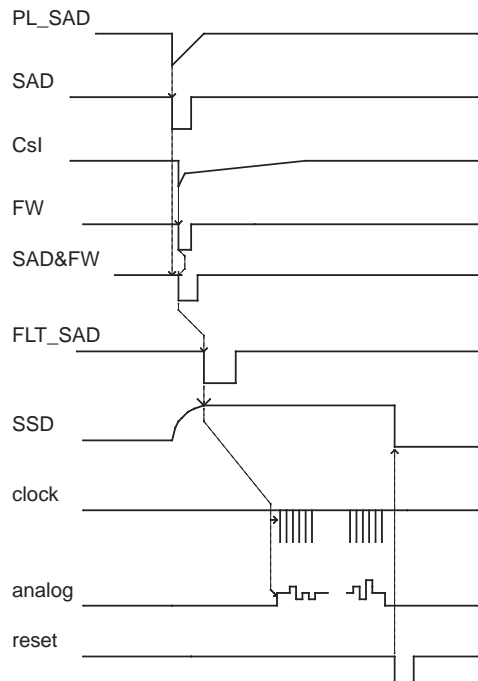 PL_SAD
SAD
CsI
FW
SAD&FW
FLT_SAD
SSD
clock
analog
reset